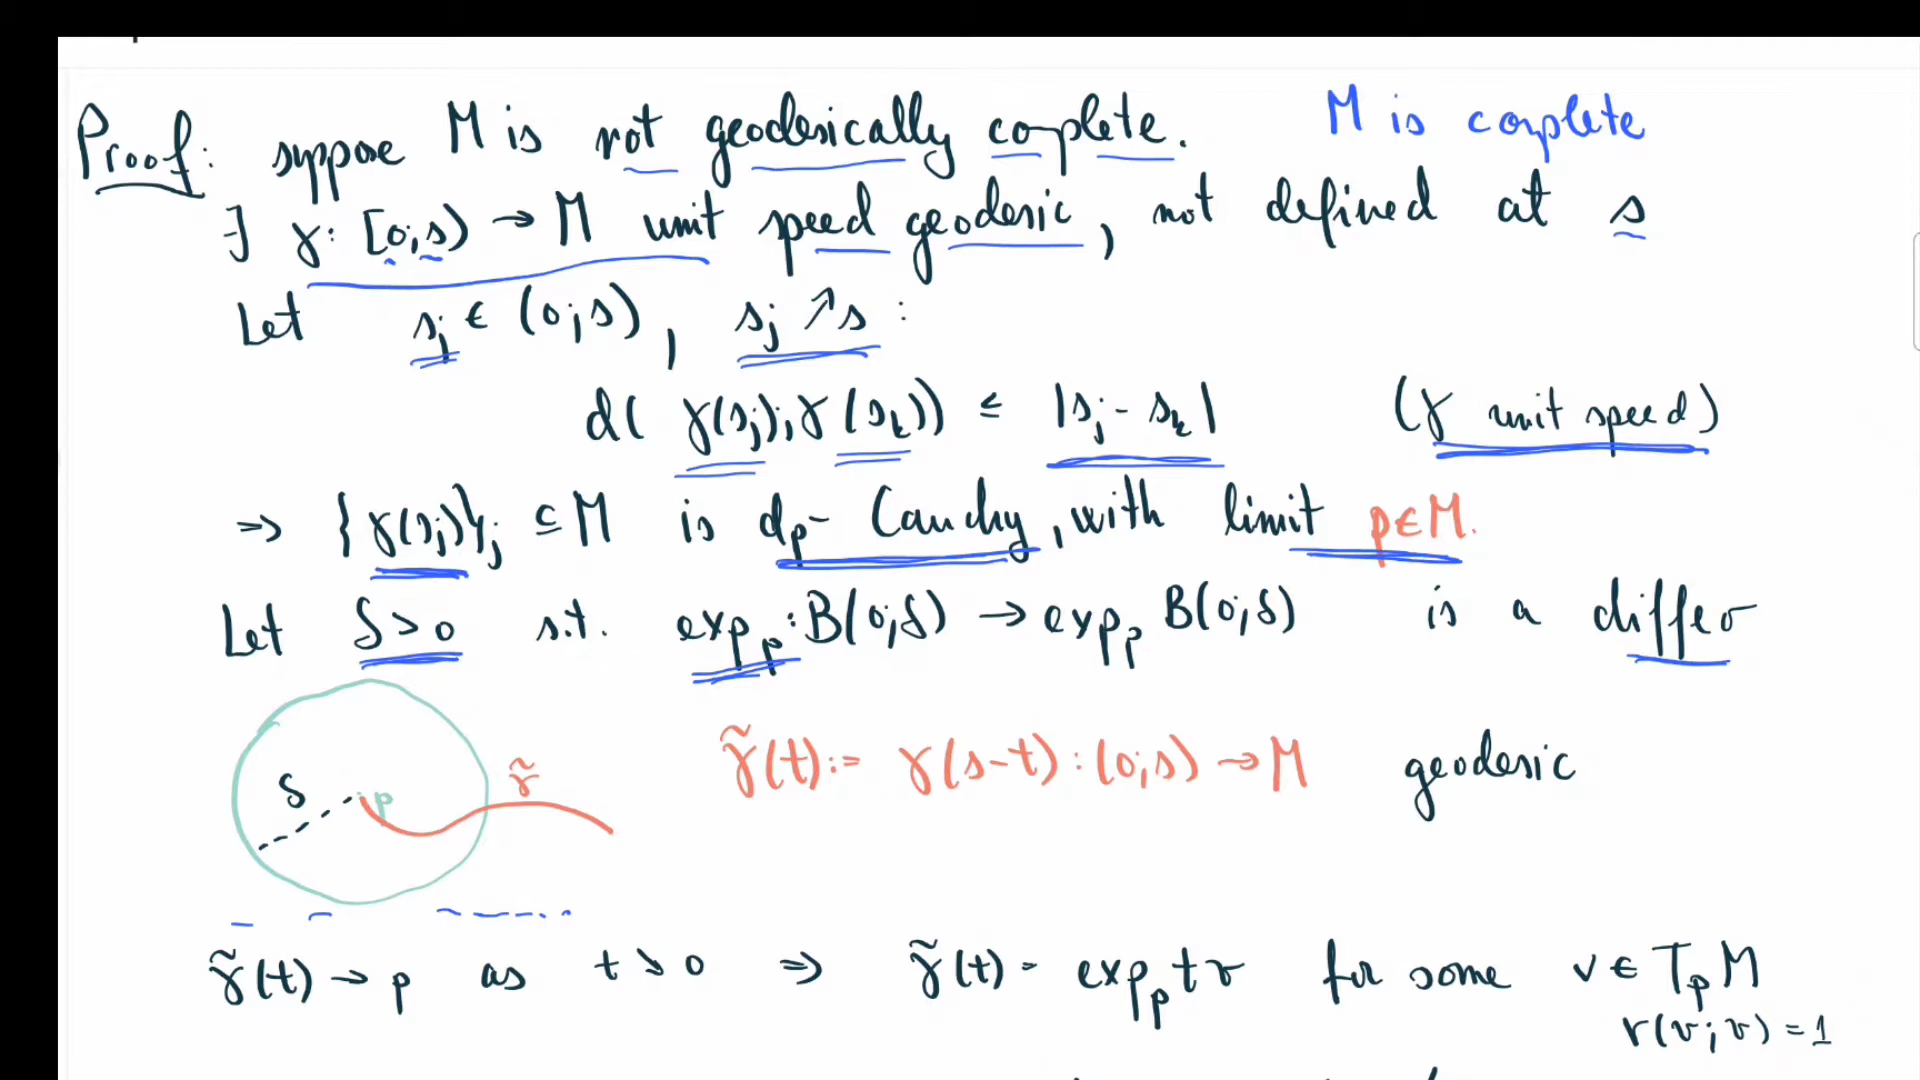 Proof: suppose M is not geodesically complete. M is complete
∃ γ: [0,s) → M unit speed geodesic, not defined at s
Let s_j ∈ (0,s), s_j ↗ s :
d( γ(s_j), γ(s_k)) ≤ |s_j - s_k| (γ unit speed)
⇒ {γ(s_j)}_j ⊆ M is d_p- Cauchy, with limit p∈M.
Let δ>0 s.t. exp_p : B(0,δ) → exp_p B(0,δ) is a diffeo
γ̃(t) := γ(s-t) : (0,s) → M geodesic
δ p γ̃
γ̃(t) → p as t ↘ 0 ⇒ γ̃(t) = exp_p tv for some v ∈ T_p M
r(v,v) = 1